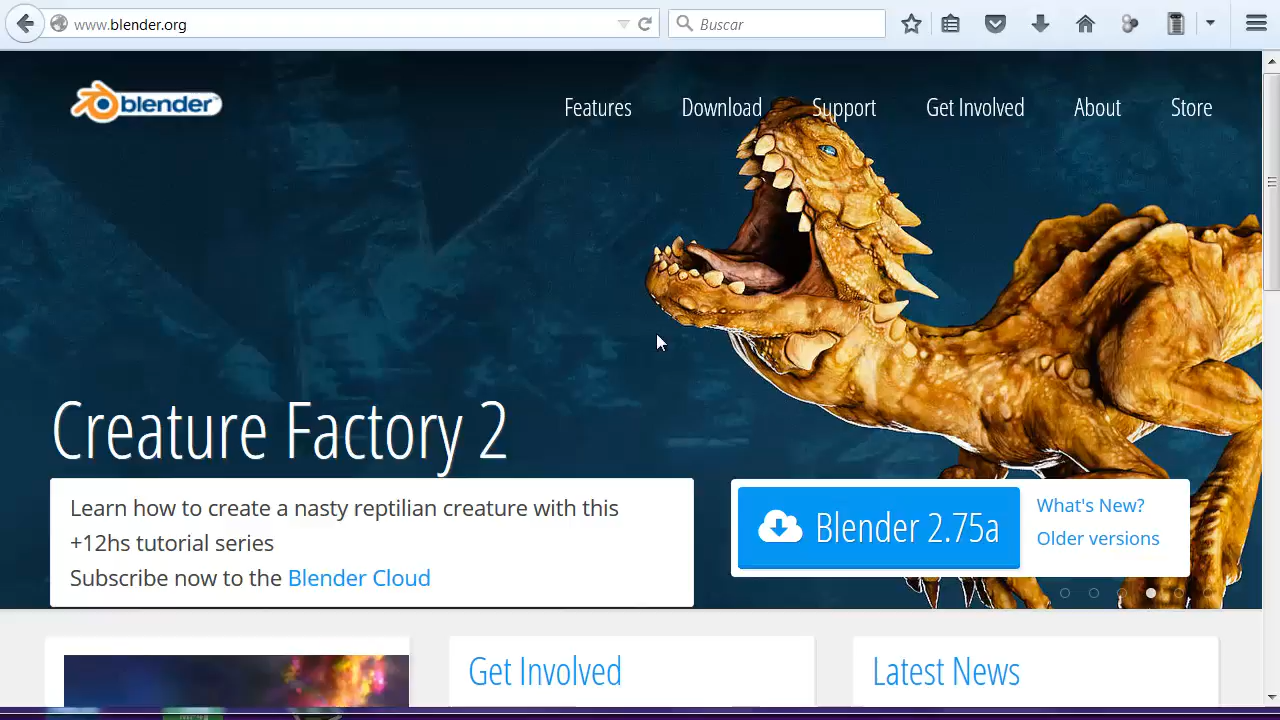 www.blender.org
Buscar
blender
Features
Download
Support
Get Involved
About
Store
Creature Factory 2
Learn how to create a nasty reptilian creature with this
+12hs tutorial series
Subscribe now to the Blender Cloud
Blender 2.75a
What's New?
Older versions
Get Involved
Latest News